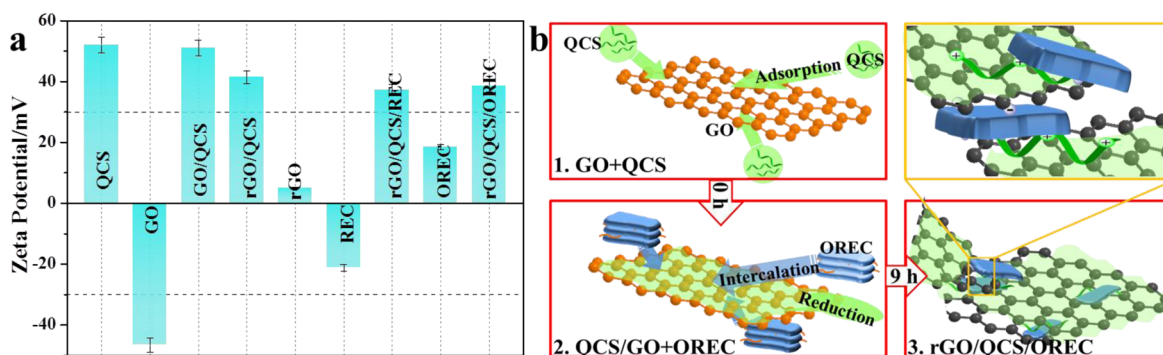 a
Zeta Potential/mV
60
40
20
0
-20
-40
QCS
GO
GO/QCS
rGO/QCS
rGO
REC
rGO/QCS/REC
OREC
rGO/QCS/OREC
b
QCS
Adsorption
QCS
GO
1. GO+QCS
0 h
OREC
Intercalation
Reduction
2. QCS/GO+OREC
9 h
+
+
-
+
+
3. rGO/QCS/OREC